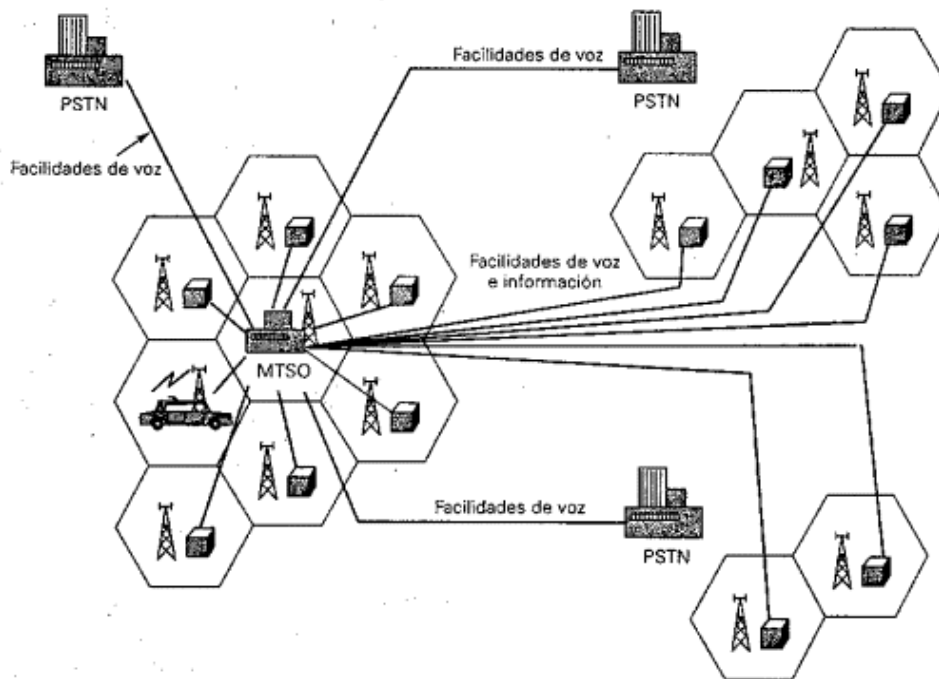 PSTN
Facilidades de voz
Facilidades de voz
PSTN
Facilidades de voz
e información
MTSO
Facilidades de voz
PSTN